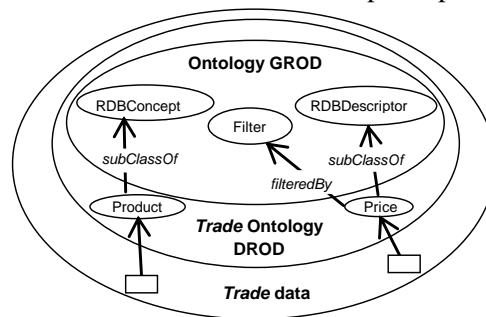 Ontology GROD
RDBConcept
RDBDescriptor
Filter
subClassOf
subClassOf
filteredBy
Product
Price
Trade Ontology
DROD
Trade data